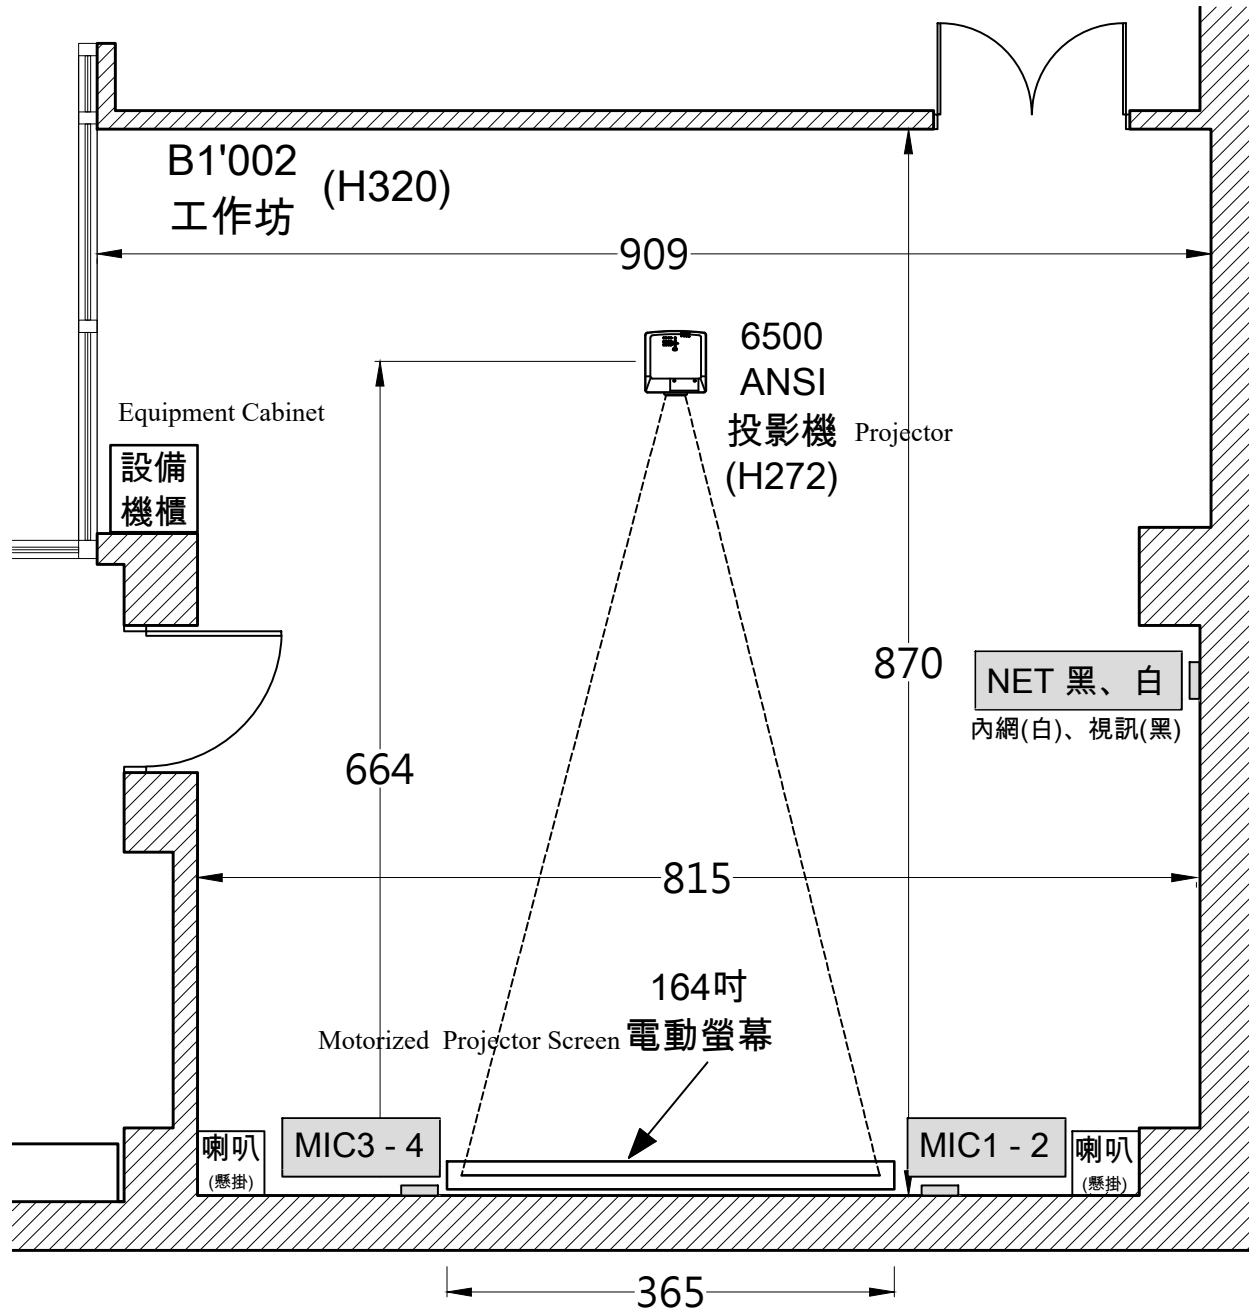 B1'002
工作坊
(H320)
909
6500
ANSI
投影機 Projector
(H272)
Equipment Cabinet
設備
機櫃
870
NET 黑、白
內網(白)、視訊(黑)
664
815
164吋
Motorized Projector Screen 電動螢幕
喇叭
(懸掛)
MIC3 - 4
MIC1 - 2
喇叭
(懸掛)
365